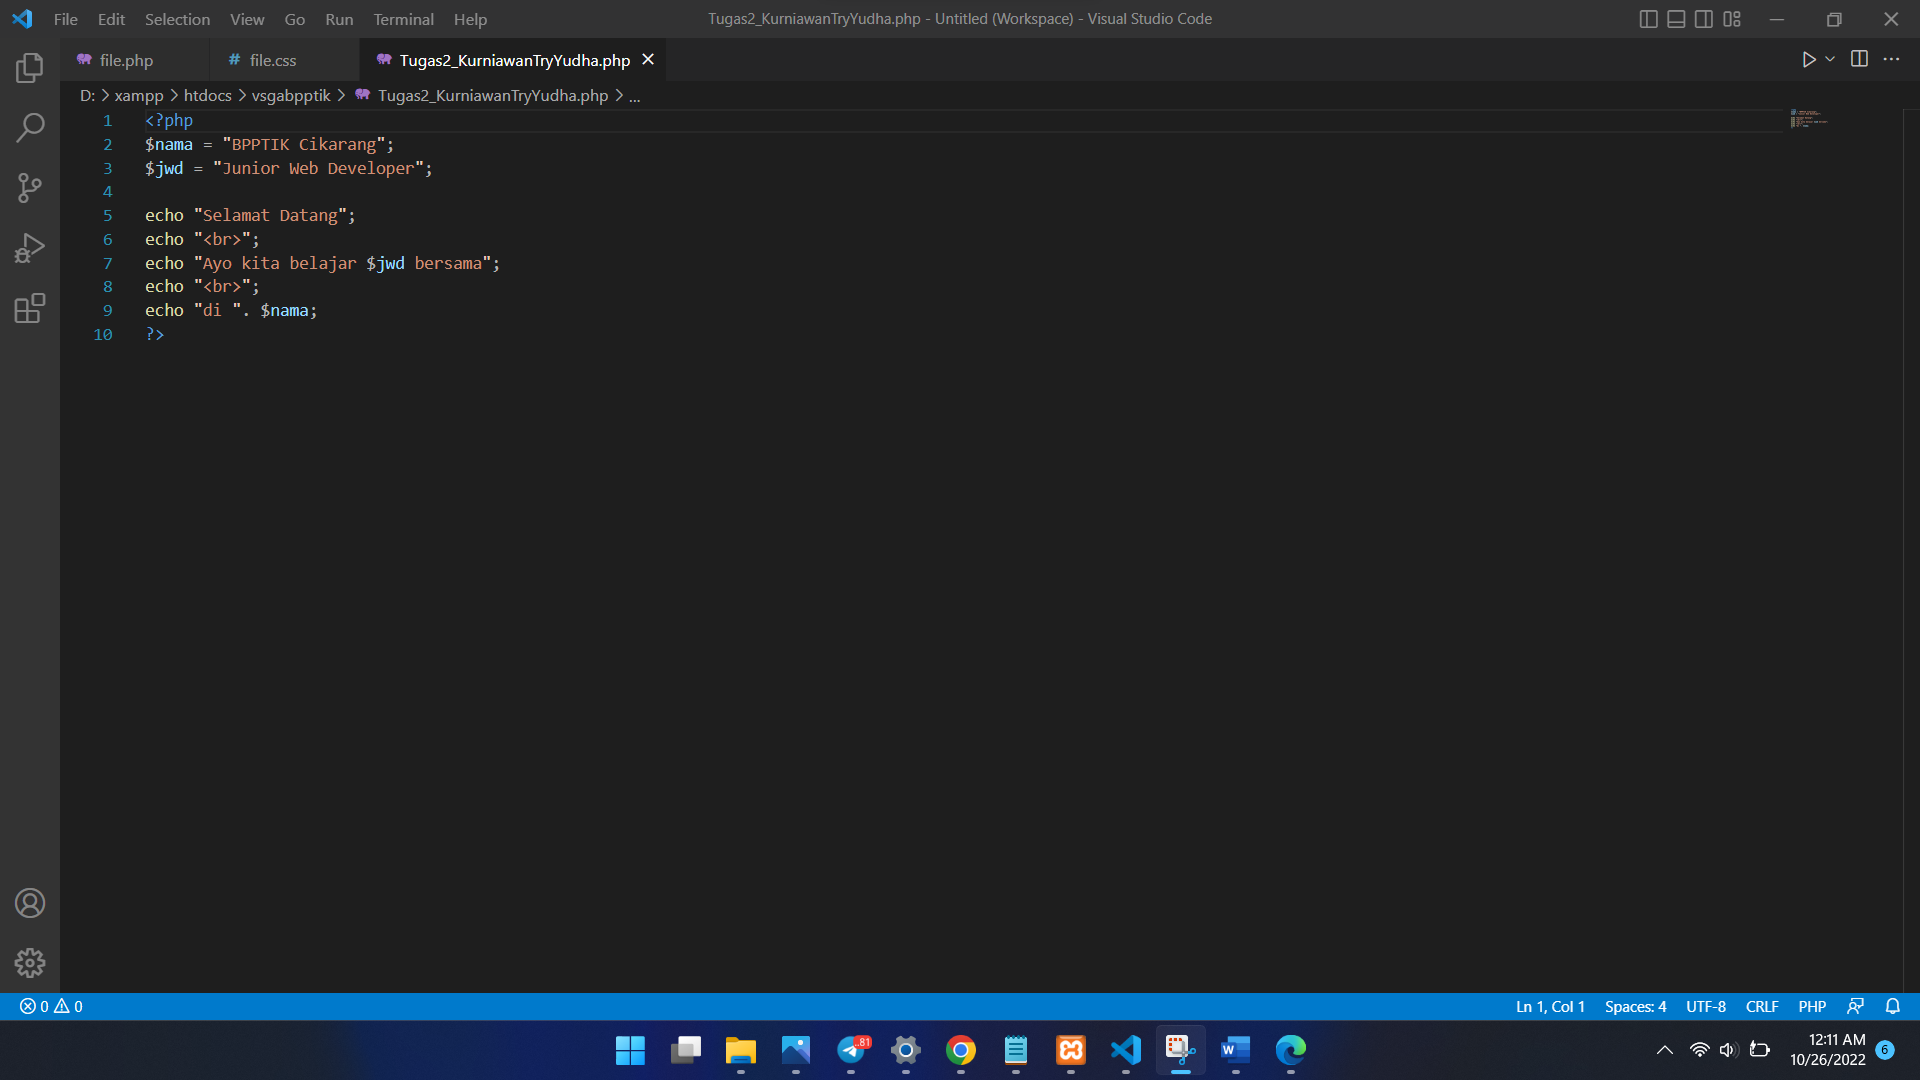 File Edit Selection View Go Run Terminal Help Tugas2_KurniawanTryYudha.php - Untitled (Workspace) - Visual Studio Code
file.php # file.css Tugas2_KurniawanTryYudha.php
D: > xampp > htdocs > vsgabpptik > Tugas2_KurniawanTryYudha.php > ...
1 <?php
2 $nama = "BPPTIK Cikarang";
3 $jwd = "Junior Web Developer";
4
5 echo "Selamat Datang";
6 echo "<br>";
7 echo "Ayo kita belajar $jwd bersama";
8 echo "<br>";
9 echo "di ". $nama;
10 ?>
0 0 Ln 1, Col 1 Spaces: 4 UTF-8 CRLF PHP
..81
W
12:11 AM
10/26/2022
6